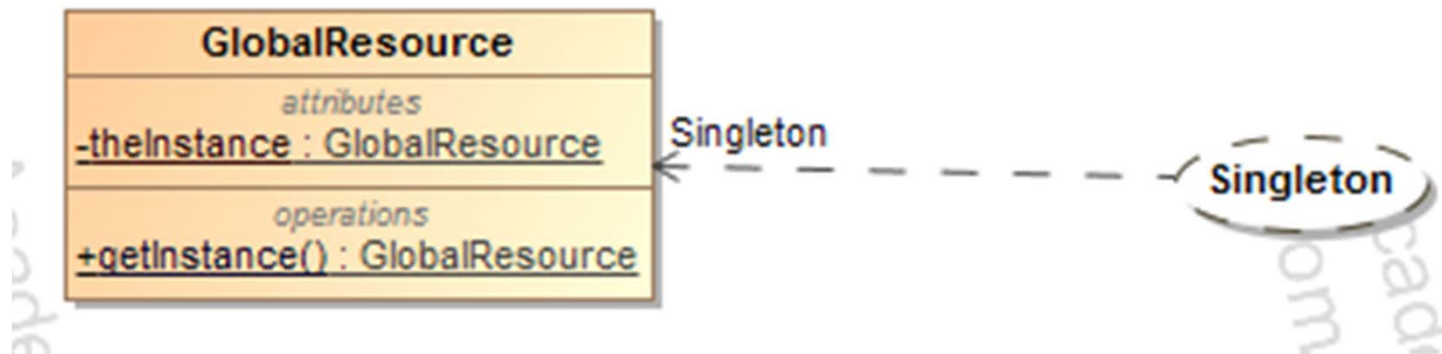 GlobalResource
attributes
-theInstance : GlobalResource
operations
+getInstance() : GlobalResource
Singleton
Singleton